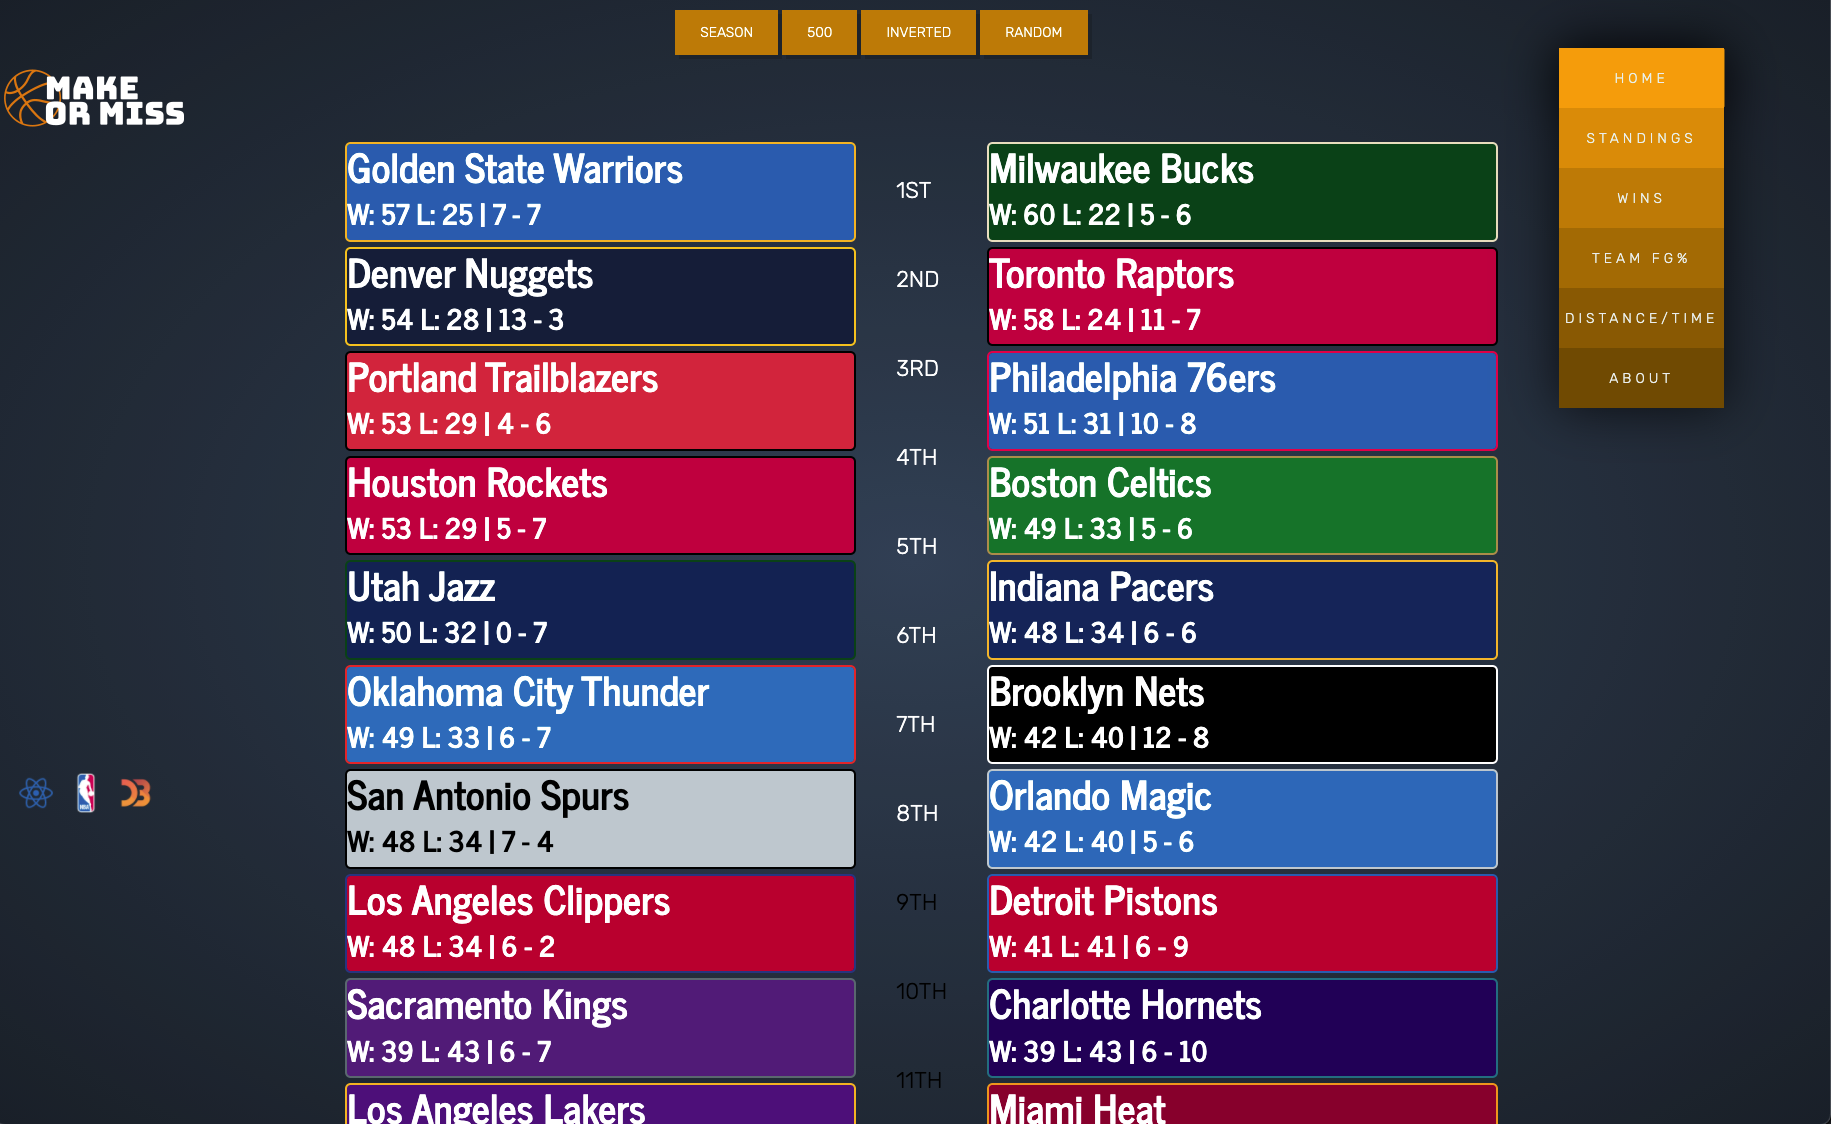 SEASON
500
INVERTED
RANDOM
MAKE
OR MISS
HOME
STANDINGS
WINS
TEAM FG%
DISTANCE/TIME
ABOUT
Golden State Warriors
W: 57 L: 25 | 7 - 7
Denver Nuggets
W: 54 L: 28 | 13 - 3
Portland Trailblazers
W: 53 L: 29 | 4 - 6
Houston Rockets
W: 53 L: 29 | 5 - 7
Utah Jazz
W: 50 L: 32 | 0 - 7
Oklahoma City Thunder
W: 49 L: 33 | 6 - 7
San Antonio Spurs
W: 48 L: 34 | 7 - 4
Los Angeles Clippers
W: 48 L: 34 | 6 - 2
Sacramento Kings
W: 39 L: 43 | 6 - 7
Los Angeles Lakers
1ST
2ND
3RD
4TH
5TH
6TH
7TH
8TH
9TH
10TH
11TH
Milwaukee Bucks
W: 60 L: 22 | 5 - 6
Toronto Raptors
W: 58 L: 24 | 11 - 7
Philadelphia 76ers
W: 51 L: 31 | 10 - 8
Boston Celtics
W: 49 L: 33 | 5 - 6
Indiana Pacers
W: 48 L: 34 | 6 - 6
Brooklyn Nets
W: 42 L: 40 | 12 - 8
Orlando Magic
W: 42 L: 40 | 5 - 6
Detroit Pistons
W: 41 L: 41 | 6 - 9
Charlotte Hornets
W: 39 L: 43 | 6 - 10
Miami Heat